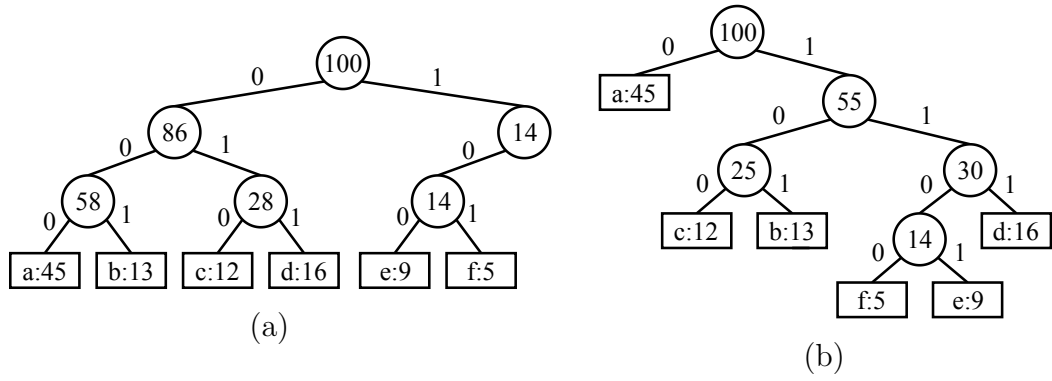 100
0 1
86 14
0 1 0
58 28 14
0 1 0 1 0 1
a:45 b:13 c:12 d:16 e:9 f:5
(a)
100
0 1
a:45
55
0 1
25 30
0 1 0 1
c:12 b:13 14 d:16
0 1
f:5 e:9
(b)